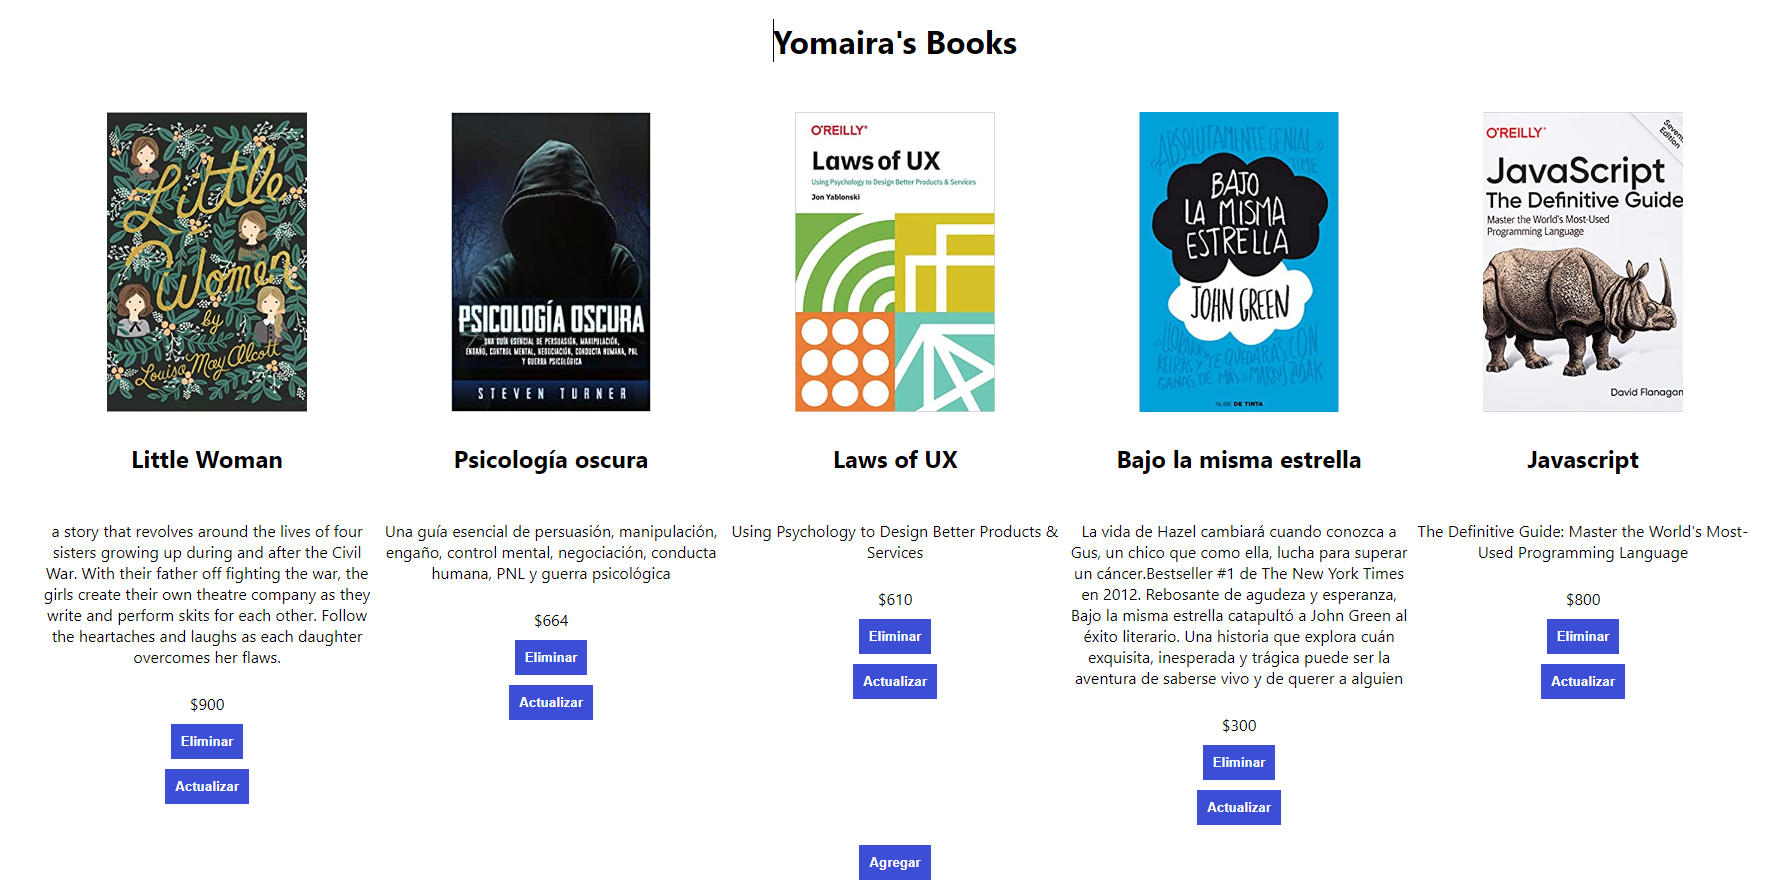 Yomaira's Books
Little
Women
by
Louisa May Alcott
PSICOLOGÍA OSCURA
UNA GUÍA ESENCIAL DE PERSUASIÓN, MANIPULACIÓN,
ENGAÑO, CONTROL MENTAL, NEGOCIACIÓN, CONDUCTA HUMANA, PNL
Y GUERRA PSICOLÓGICA
STEVEN TURNER
O'REILLY®
Laws of UX
Using Psychology to Design Better Products & Services
Jon Yablonski
«ABSOLUTAMENTE GENIAL»
TIME
BAJO
LA MISMA
ESTRELLA
JOHN GREEN
REIRÁS Y TE QUEDARÁS CON
GANAS DE MÁS» MARKUS ZUSAK
NUBE DE TINTA
O'REILLY®
Seven
Edition
JavaScript
The Definitive Guide
Master the World's Most-Used
Programming Language
David Flanagan
Little Woman
a story that revolves around the lives of four
sisters growing up during and after the Civil
War. With their father off fighting the war, the
girls create their own theatre company as they
write and perform skits for each other. Follow
the heartaches and laughs as each daughter
overcomes her flaws.
$900
Eliminar
Actualizar
Psicología oscura
Una guía esencial de persuasión, manipulación,
engaño, control mental, negociación, conducta
humana, PNL y guerra psicológica
$664
Eliminar
Actualizar
Laws of UX
Using Psychology to Design Better Products &
Services
$610
Eliminar
Actualizar
Bajo la misma estrella
La vida de Hazel cambiará cuando conozca a
Gus, un chico que como ella, lucha para superar
un cáncer.Bestseller #1 de The New York Times
en 2012. Rebosante de agudeza y esperanza,
Bajo la misma estrella catapultó a John Green al
éxito literario. Una historia que explora cuán
exquisita, inesperada y trágica puede ser la
aventura de saberse vivo y de querer a alguien
$300
Eliminar
Actualizar
Javascript
The Definitive Guide: Master the World's Most-
Used Programming Language
$800
Eliminar
Actualizar
Agregar